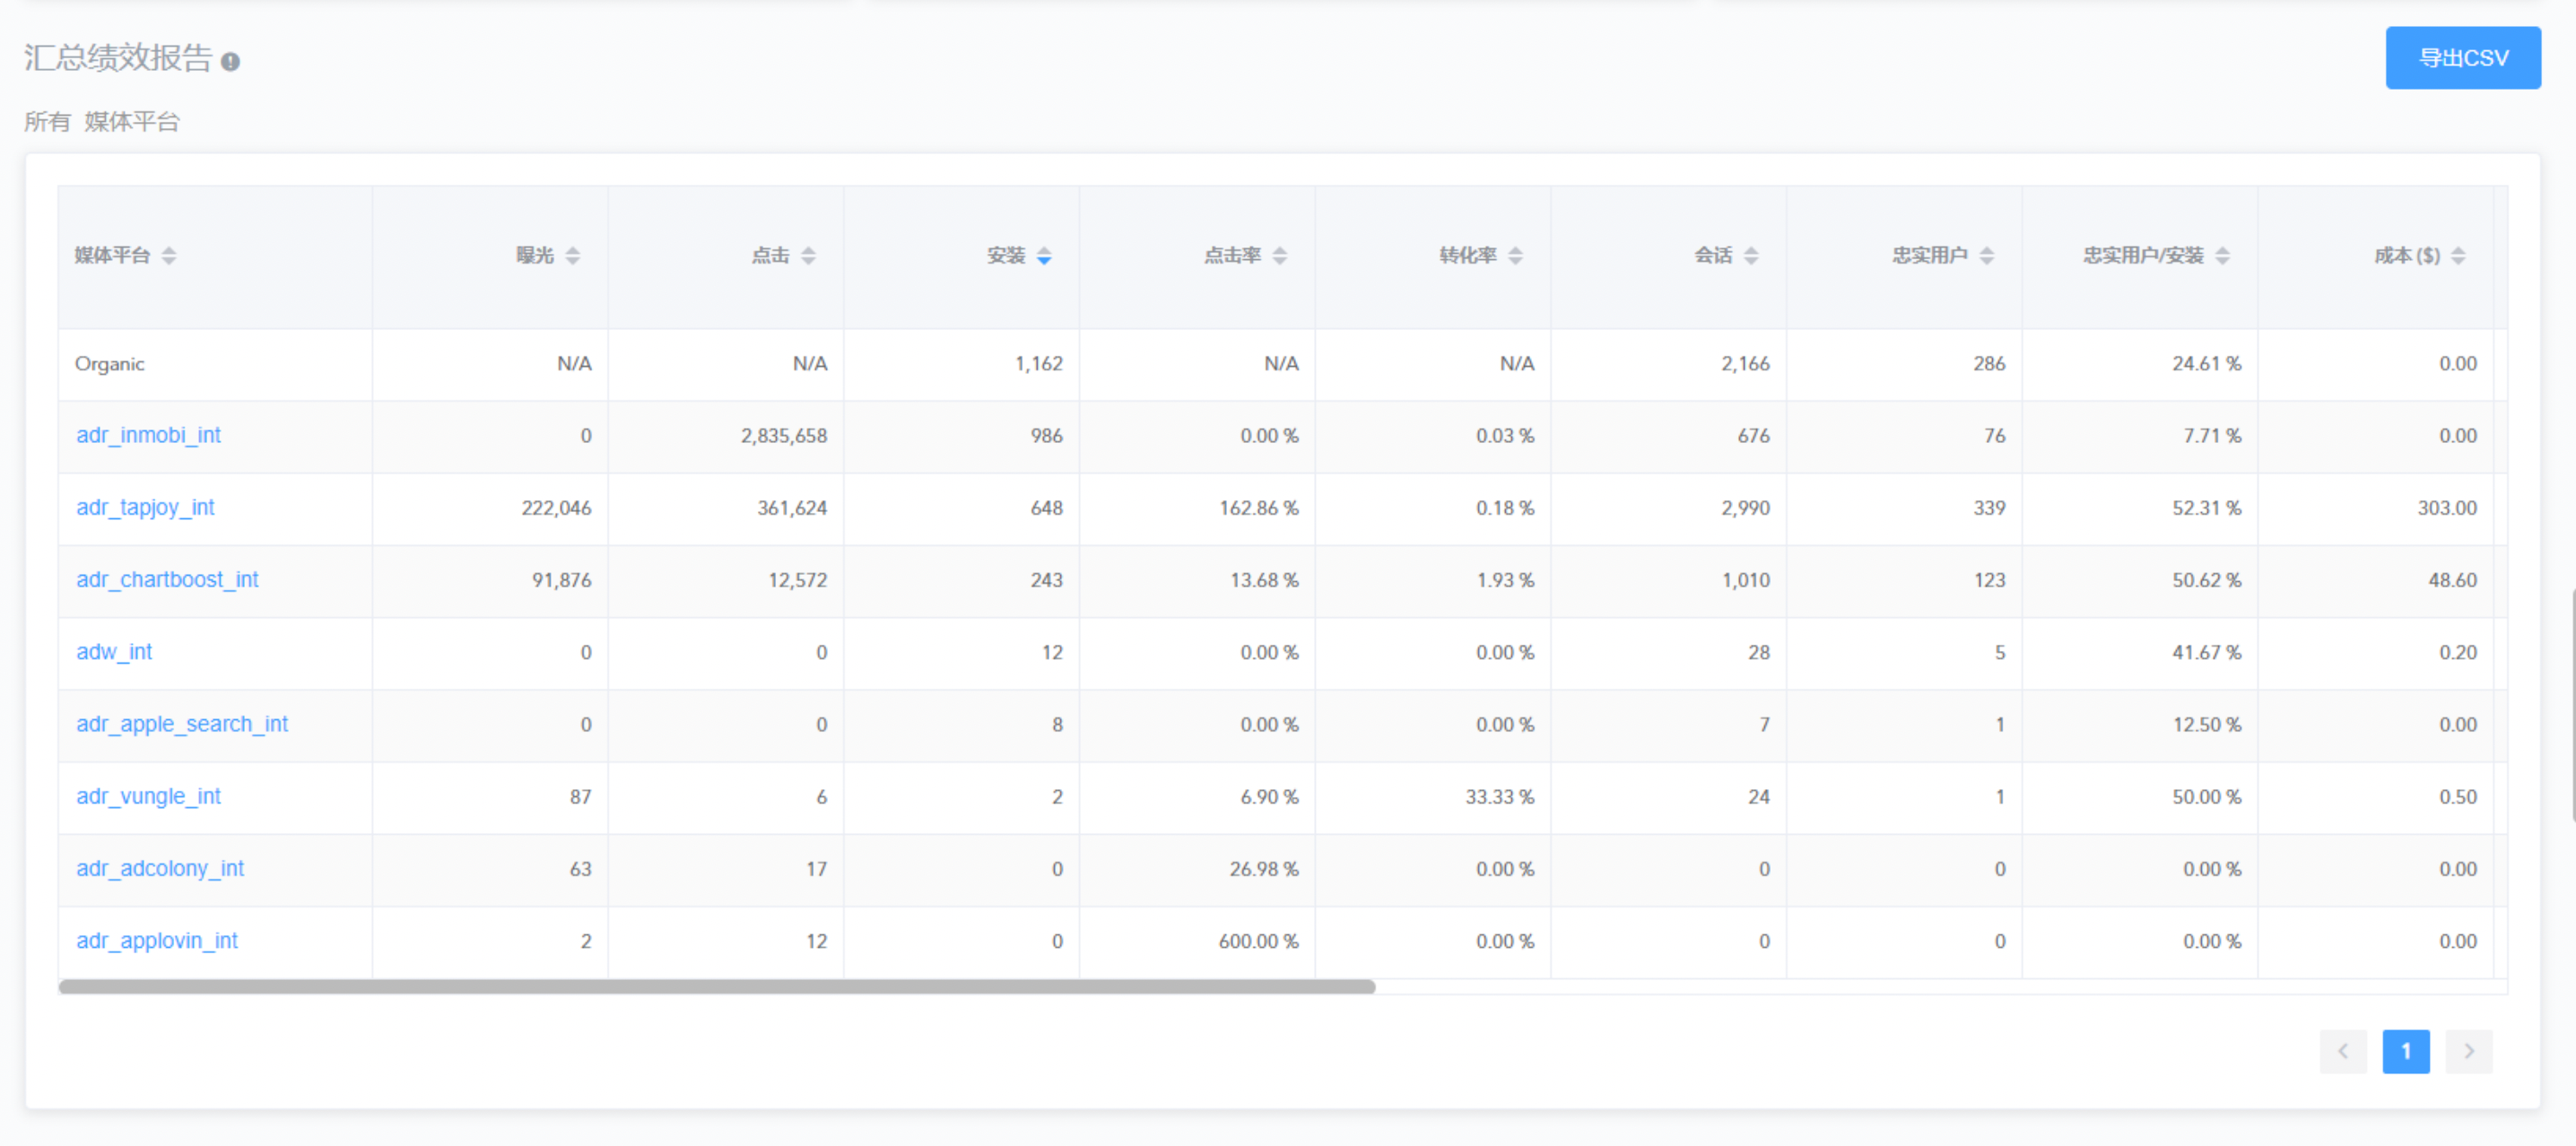 汇总绩效报告
导出CSV
所有 媒体平台
媒体平台 曝光 点击 安装 点击率 转化率 会话 忠实用户 忠实用户/安装 成本 ($)
Organic N/A N/A 1,162 N/A N/A 2,166 286 24.61 % 0.00
adr_inmobi_int 0 2,835,658 986 0.00 % 0.03 % 676 76 7.71 % 0.00
adr_tapjoy_int 222,046 361,624 648 162.86 % 0.18 % 2,990 339 52.31 % 303.00
adr_chartboost_int 91,876 12,572 243 13.68 % 1.93 % 1,010 123 50.62 % 48.60
adw_int 0 0 12 0.00 % 0.00 % 28 5 41.67 % 0.20
adr_apple_search_int 0 0 8 0.00 % 0.00 % 7 1 12.50 % 0.00
adr_vungle_int 87 6 2 6.90 % 33.33 % 24 1 50.00 % 0.50
adr_adcolony_int 63 17 0 26.98 % 0.00 % 0 0 0.00 % 0.00
adr_applovin_int 2 12 0 600.00 % 0.00 % 0 0 0.00 % 0.00
1